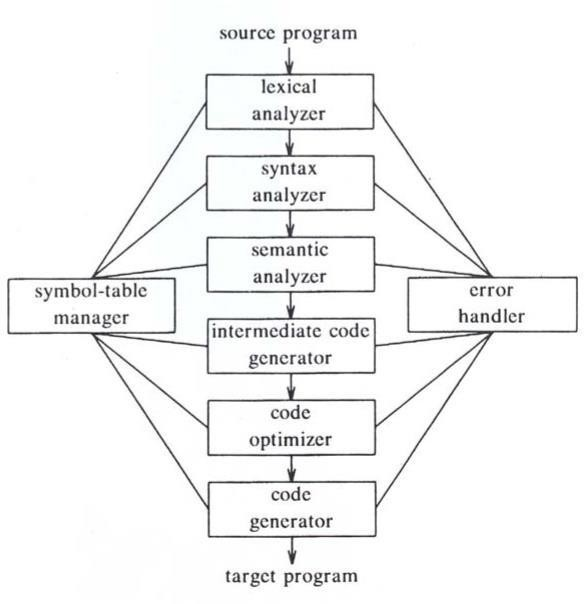 source program
lexical
analyzer
syntax
analyzer
semantic
analyzer
symbol-table
manager
error
handler
intermediate code
generator
code
optimizer
code
generator
target program